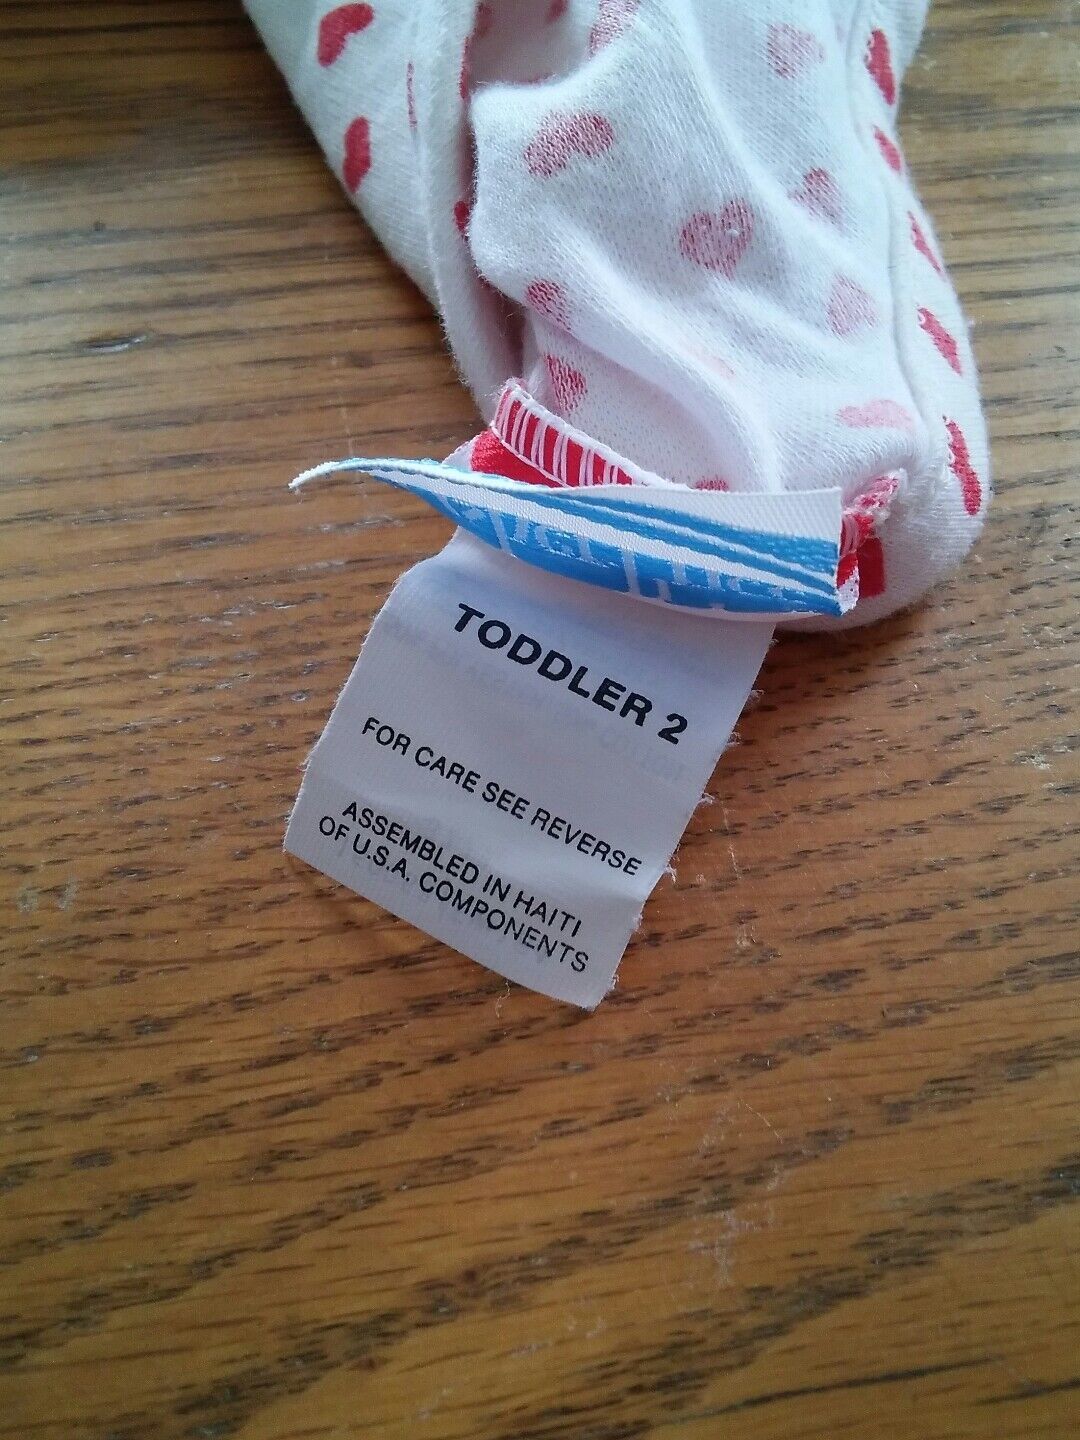 TODDLER 2
FOR CARE SEE REVERSE
ASSEMBLED IN HAITI
OF U.S.A. COMPONENTS